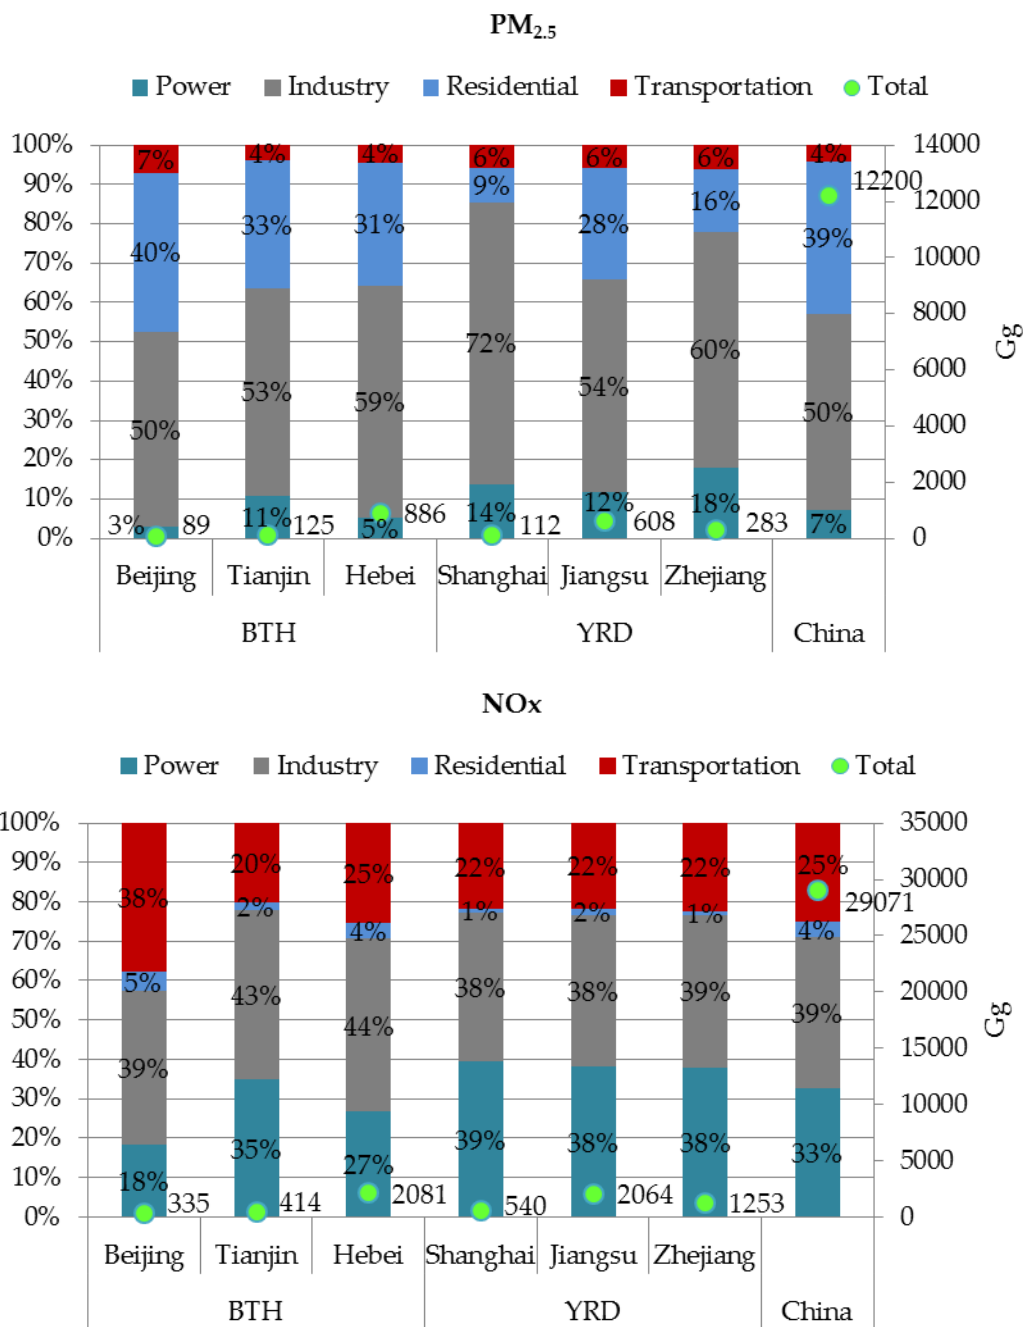 PM2.5
Power Industry Residential Transportation Total
100% 7% 4% 4% 6% 6% 6% 4% 14000
90% 9% 16% 12200 12000
80% 40% 33% 31% 28% 39%
70% 10000
60% 8000
50% 72% 60% Gg
40% 53% 59% 54% 6000
30% 50% 50% 4000
20% 2000
10% 11% 5% 886 14% 12% 608 18% 7%
0% 3% 89 125 112 283 0
Beijing Tianjin Hebei Shanghai Jiangsu Zhejiang
BTH YRD China
NOx
Power Industry Residential Transportation Total
100% 35000
90% 20% 25% 22% 22% 22% 25% 30000
80% 38% 2% 1% 2% 1% 29071
70% 4% 4% 25000
60% 5% 43% 38% 38% 39% 39% 20000
50% 44% Gg
40% 39% 15000
30% 10000
20% 35% 27% 39% 38% 38% 33% 5000
10% 18% 2081 2064 1253
0% 335 414 540 0
Beijing Tianjin Hebei Shanghai Jiangsu Zhejiang
BTH YRD China